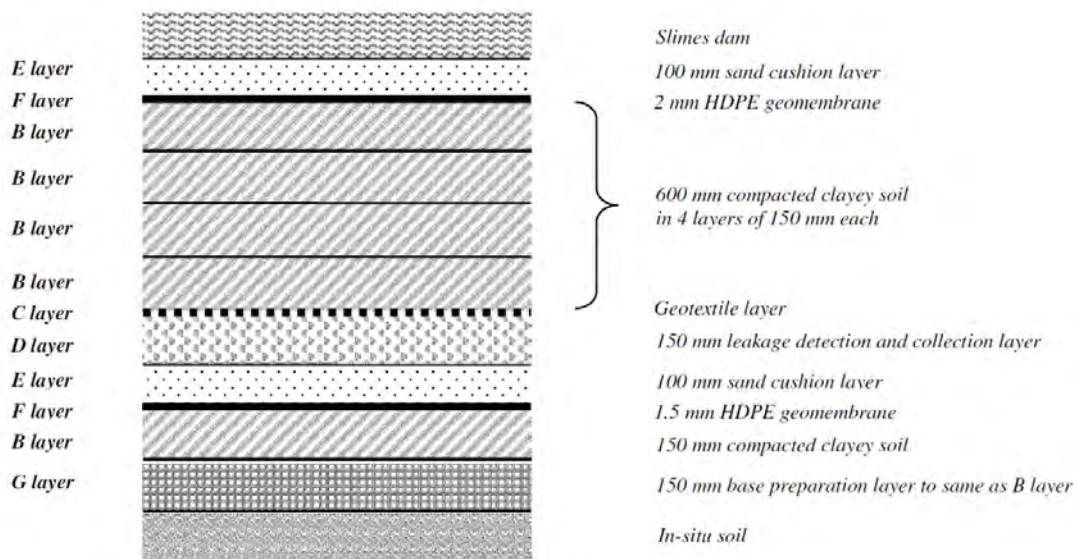 Slimes dam
E layer 100 mm sand cushion layer
F layer 2 mm HDPE geomembrane
B layer
B layer
600 mm compacted clayey soil
in 4 layers of 150 mm each
B layer
B layer
C layer Geotextile layer
D layer 150 mm leakage detection and collection layer
E layer 100 mm sand cushion layer
F layer 1.5 mm HDPE geomembrane
B layer 150 mm compacted clayey soil
G layer 150 mm base preparation layer to same as B layer
In-situ soil